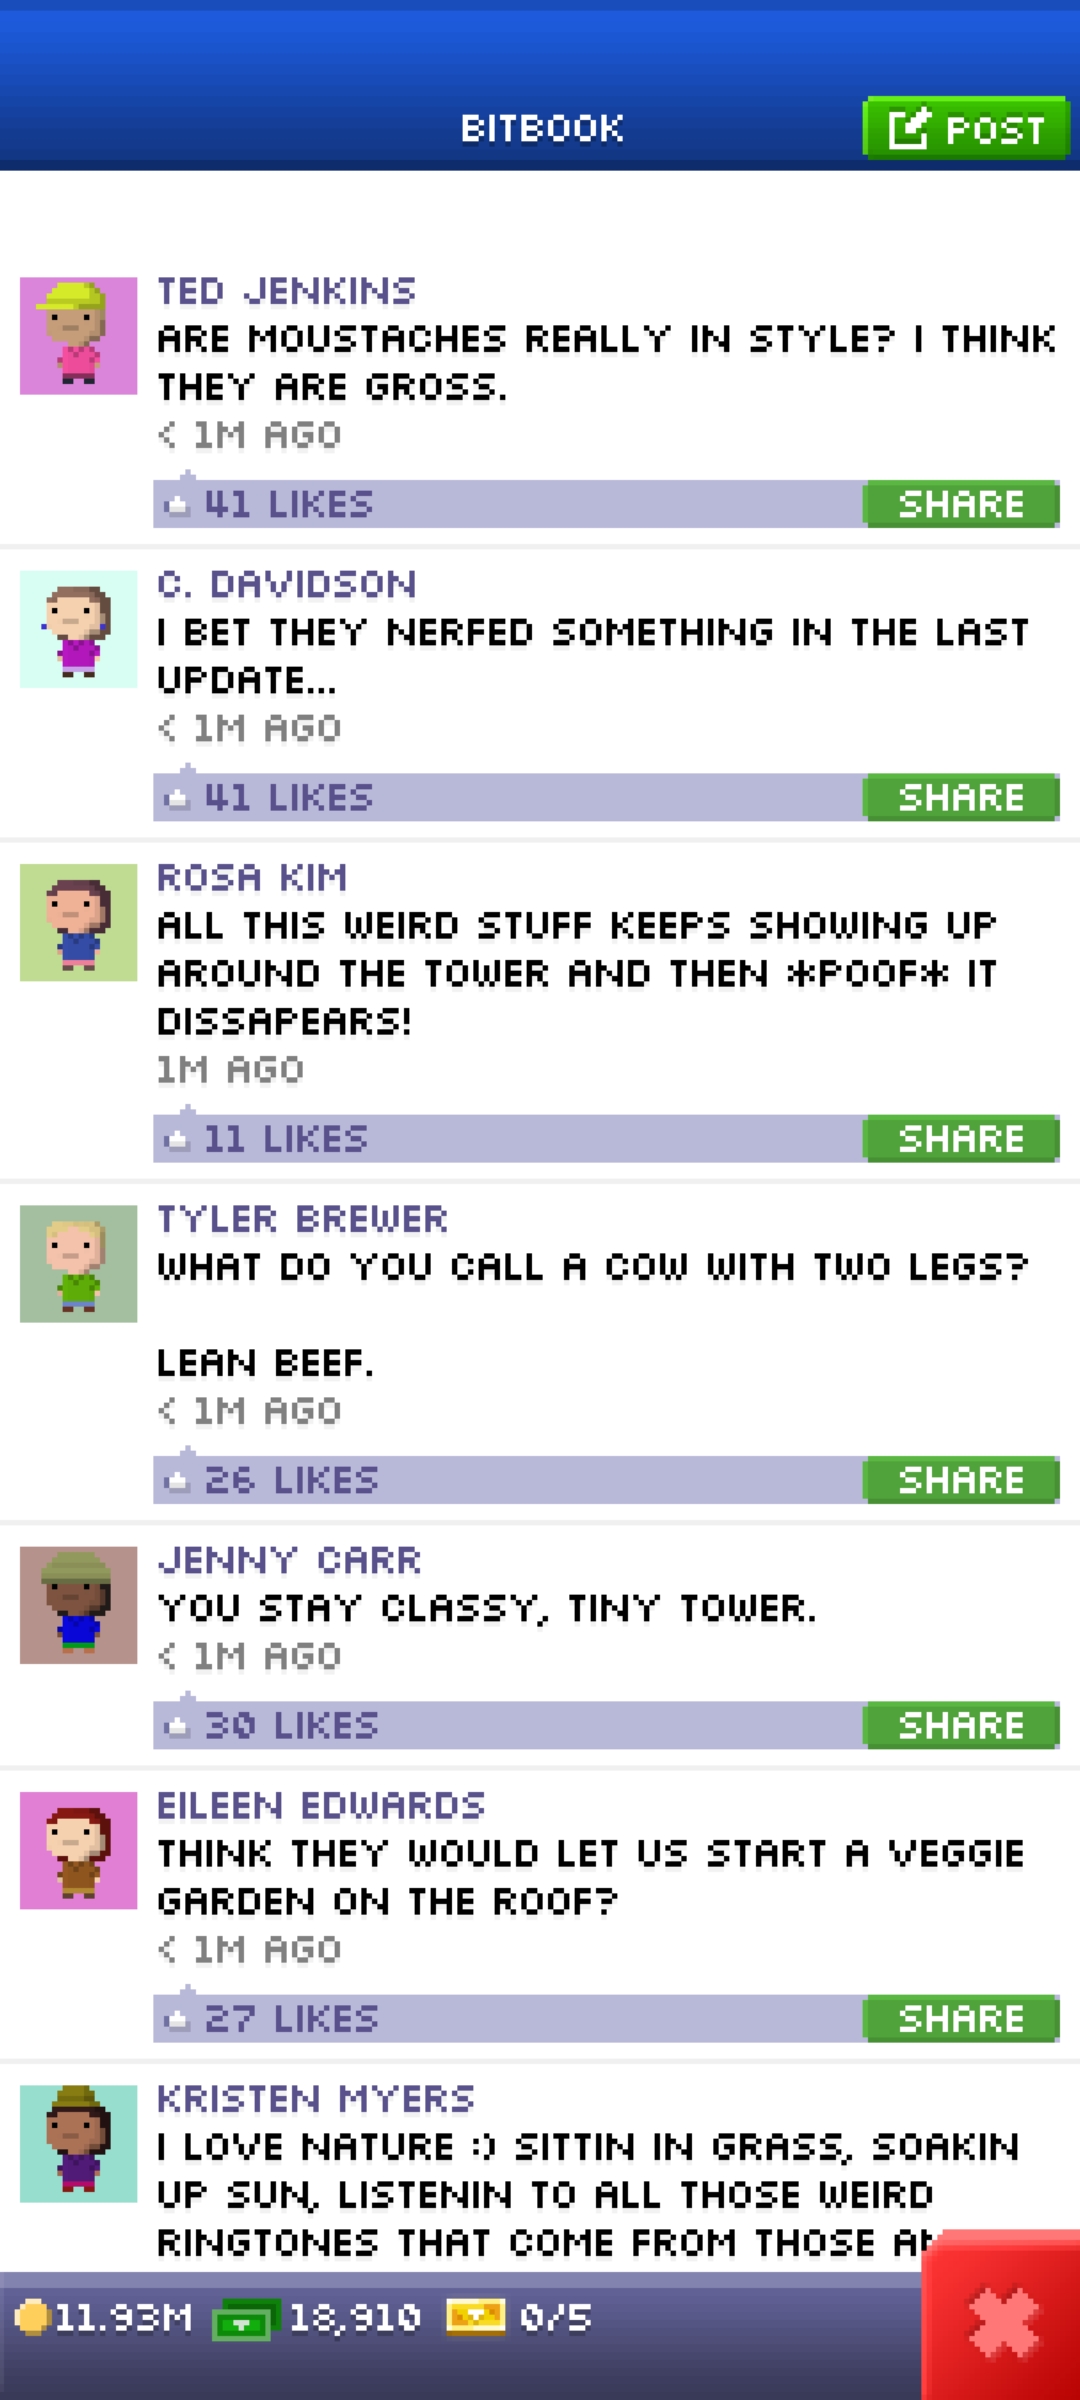 BITBOOK
POST
TED JENKINS
ARE MOUSTACHES REALLY IN STYLE? I THINK
THEY ARE GROSS.
< 1M AGO
41 LIKES
SHARE
C. DAVIDSON
I BET THEY NERFED SOMETHING IN THE LAST
UPDATE...
< 1M AGO
41 LIKES
SHARE
ROSA KIM
ALL THIS WEIRD STUFF KEEPS SHOWING UP
AROUND THE TOWER AND THEN *POOF* IT
DISSAPEARS!
1M AGO
11 LIKES
SHARE
TYLER BREWER
WHAT DO YOU CALL A COW WITH TWO LEGS?
LEAN BEEF.
< 1M AGO
26 LIKES
SHARE
JENNY CARR
YOU STAY CLASSY, TINY TOWER.
< 1M AGO
30 LIKES
SHARE
EILEEN EDWARDS
THINK THEY WOULD LET US START A VEGGIE
GARDEN ON THE ROOF?
< 1M AGO
27 LIKES
SHARE
KRISTEN MYERS
I LOVE NATURE :) SITTIN IN GRASS, SOAKIN
UP SUN, LISTENIN TO ALL THOSE WEIRD
RINGTONES THAT COME FROM THOSE
11.93M 18,910 0/5